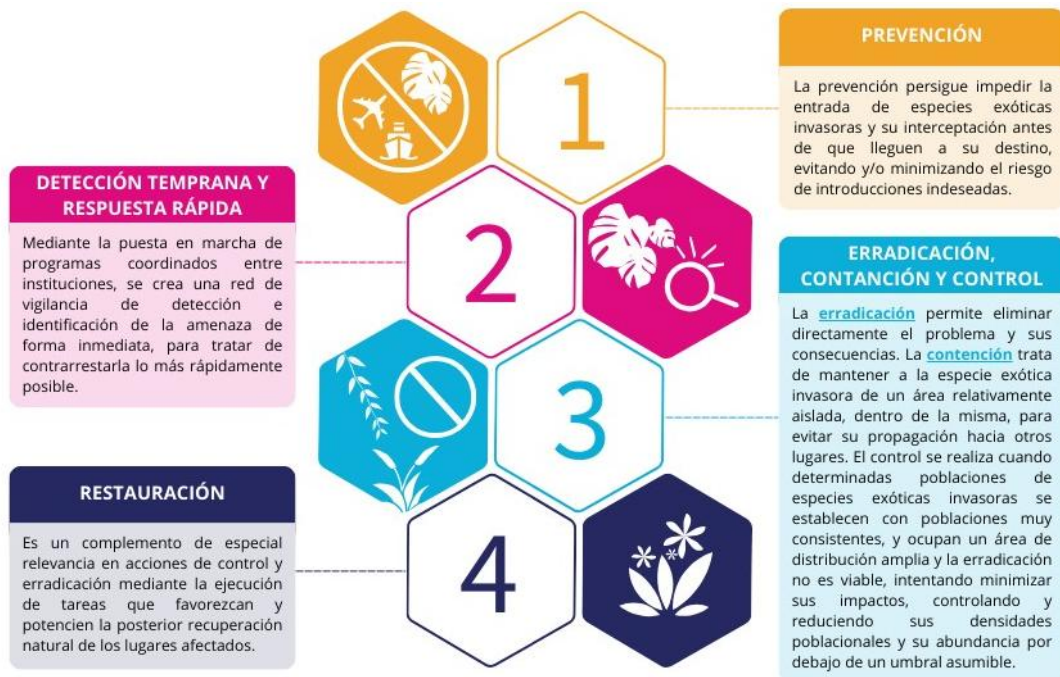 1
PREVENCIÓN
La prevención persigue impedir la
entrada de especies exóticas
invasoras y su interceptación antes
de que lleguen a su destino,
evitando y/o minimizando el riesgo
de introducciones indeseadas.
DETECCIÓN TEMPRANA Y
RESPUESTA RÁPIDA
Mediante la puesta en marcha de
programas coordinados entre
instituciones, se crea una red de
vigilancia de detección e
identificación de la amenaza de
forma inmediata, para tratar de
contrarrestarla lo más rápidamente
posible.
2
3
ERRADICACIÓN,
CONTANCIÓN Y CONTROL
La erradicación permite eliminar
directamente el problema y sus
consecuencias. La contención trata
de mantener a la especie exótica
invasora de un área relativamente
aislada, dentro de la misma, para
evitar su propagación hacia otros
lugares. El control se realiza cuando
determinadas poblaciones de
especies exóticas invasoras se
establecen con poblaciones muy
consistentes, y ocupan un área de
distribución amplia y la erradicación
no es viable, intentando minimizar
sus impactos, controlando y
reduciendo sus densidades
poblacionales y su abundancia por
debajo de un umbral asumible.
RESTAURACIÓN
Es un complemento de especial
relevancia en acciones de control y
erradicación mediante la ejecución
de tareas que favorezcan y
potencien la posterior recuperación
natural de los lugares afectados.
4